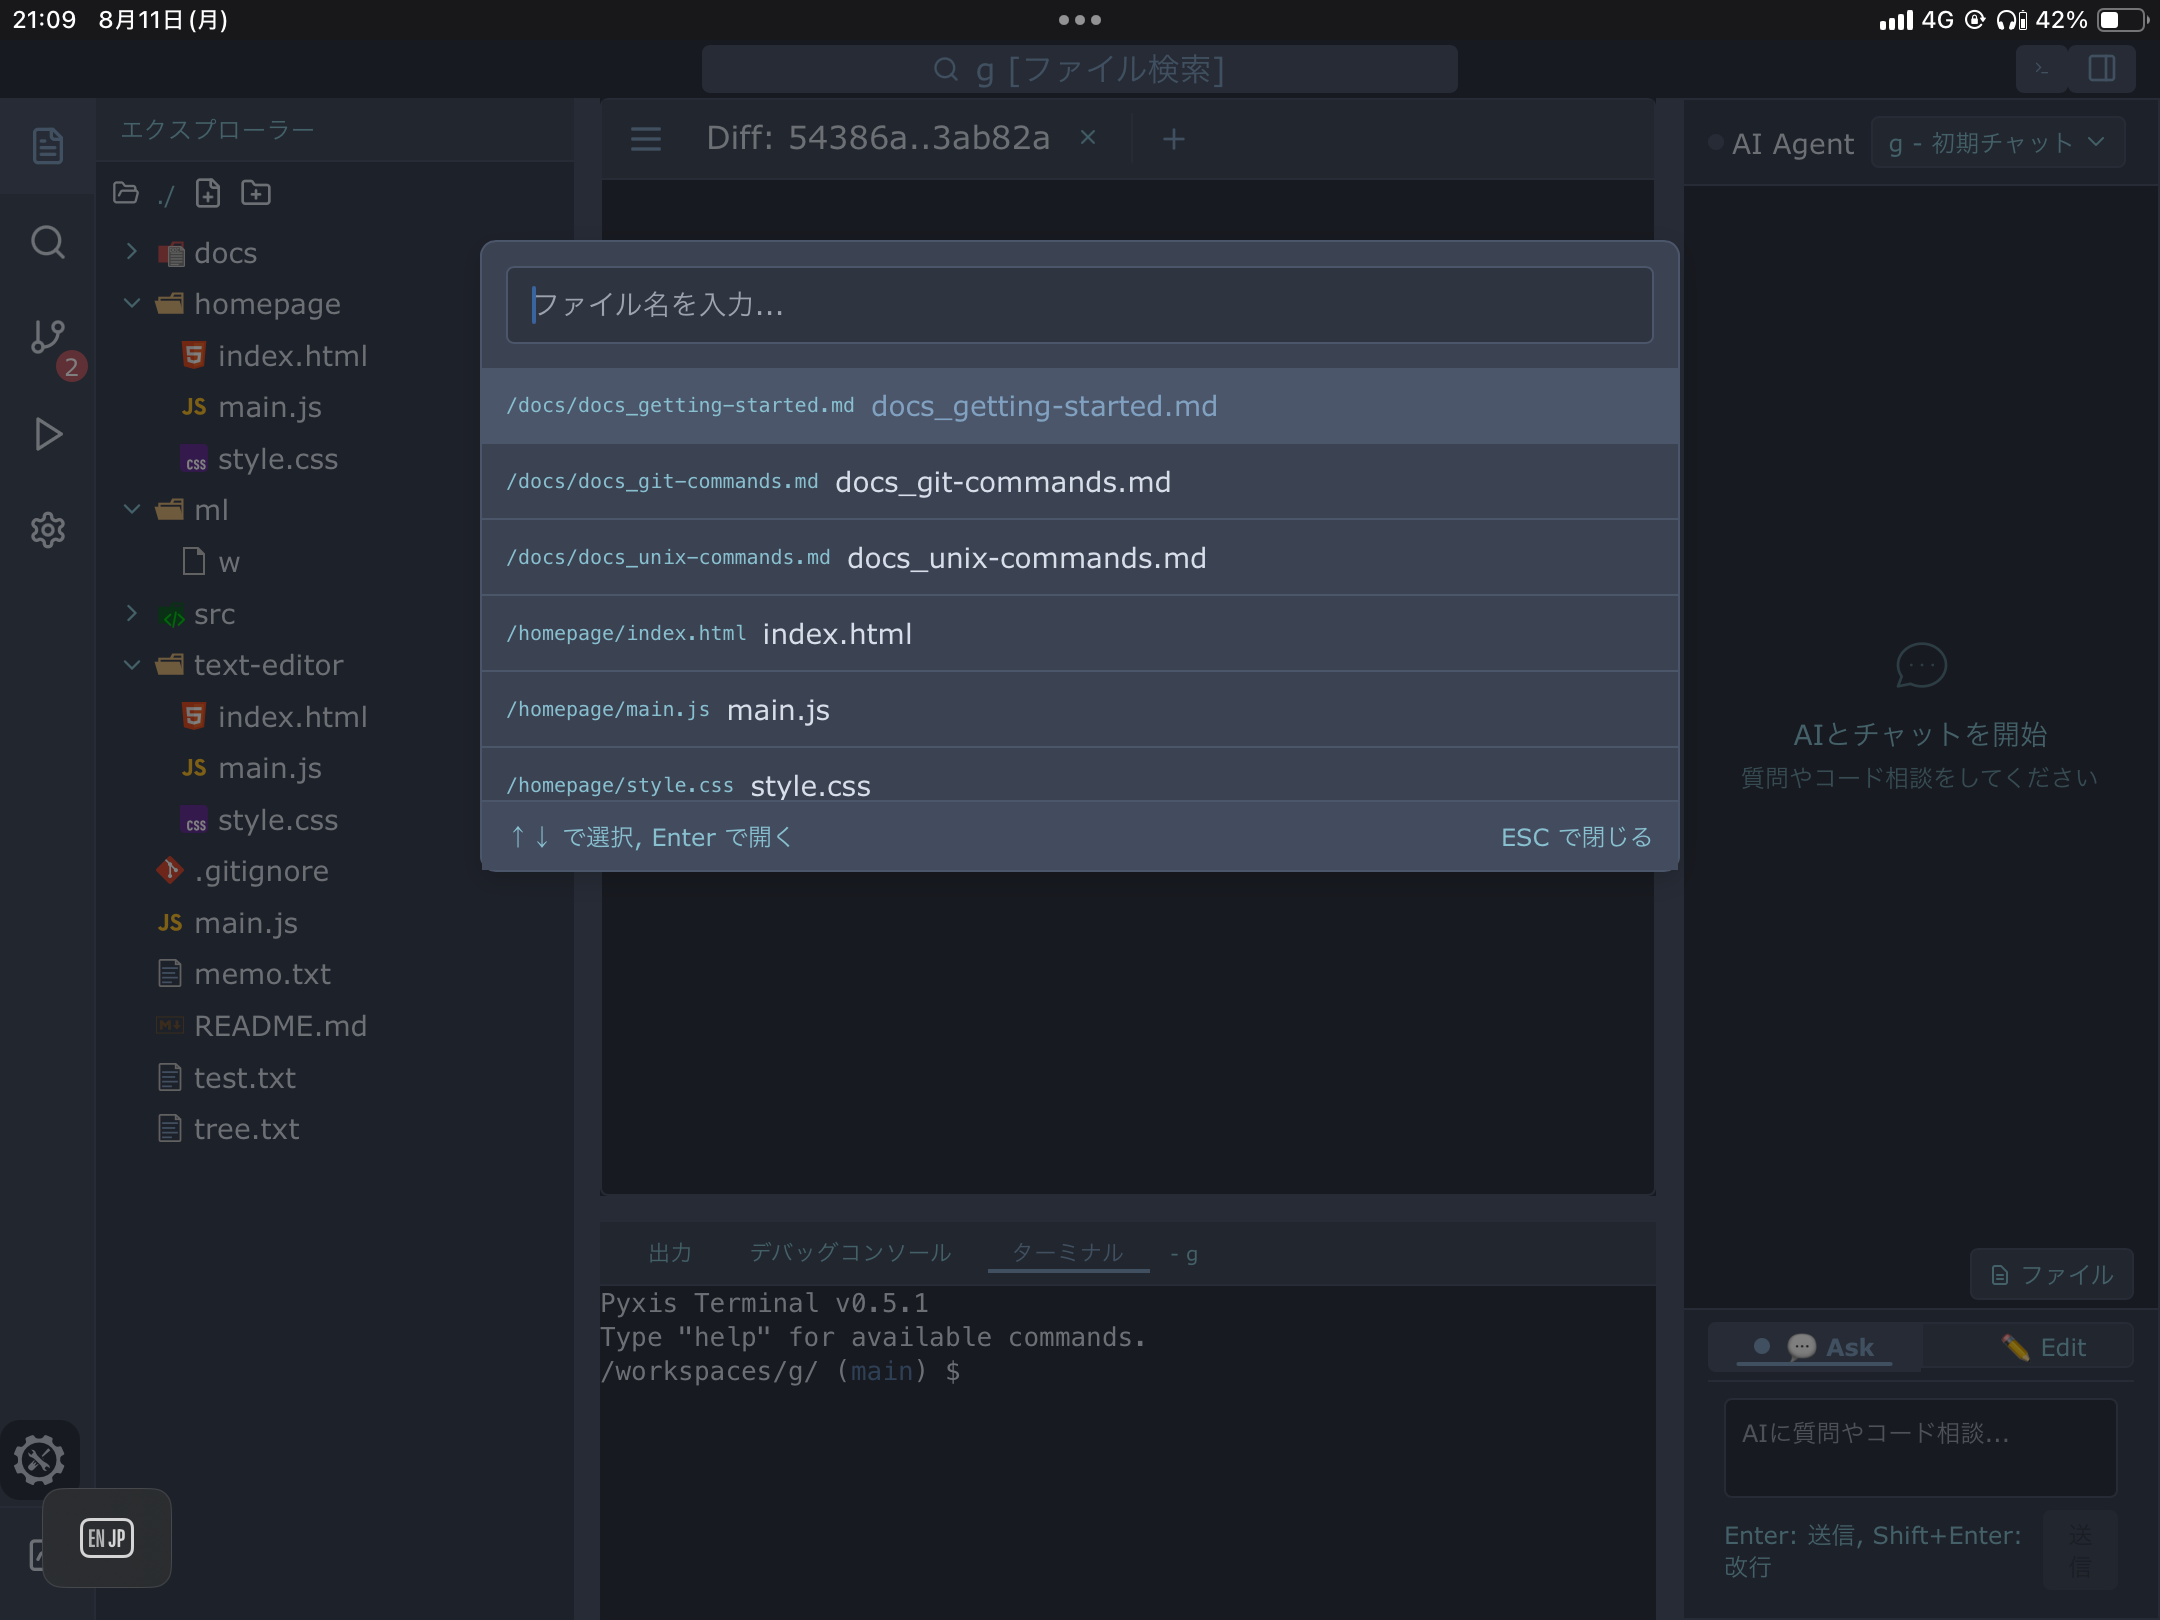 21:09 8月11日(月)
4G 42%
g [ファイル検索]
エクスプローラー
./
docs
homepage
index.html
JS main.js
css style.css
ml
w
src
text-editor
index.html
JS main.js
css style.css
.gitignore
JS main.js
memo.txt
README.md
test.txt
tree.txt
2
EN JP
Diff: 54386a..3ab82a × +
ファイル名を入力...
/docs/docs_getting-started.md docs_getting-started.md
/docs/docs_git-commands.md docs_git-commands.md
/docs/docs_unix-commands.md docs_unix-commands.md
/homepage/index.html index.html
/homepage/main.js main.js
/homepage/style.css style.css
↑↓ で選択, Enter で開く ESC で閉じる
出力 デバッグコンソール ターミナル - g
Pyxis Terminal v0.5.1
Type "help" for available commands.
/workspaces/g/ (main) $
AI Agent g - 初期チャット
AIとチャットを開始
質問やコード相談をしてください
ファイル
Ask Edit
AIに質問やコード相談...
Enter: 送信, Shift+Enter:
改行
送
信